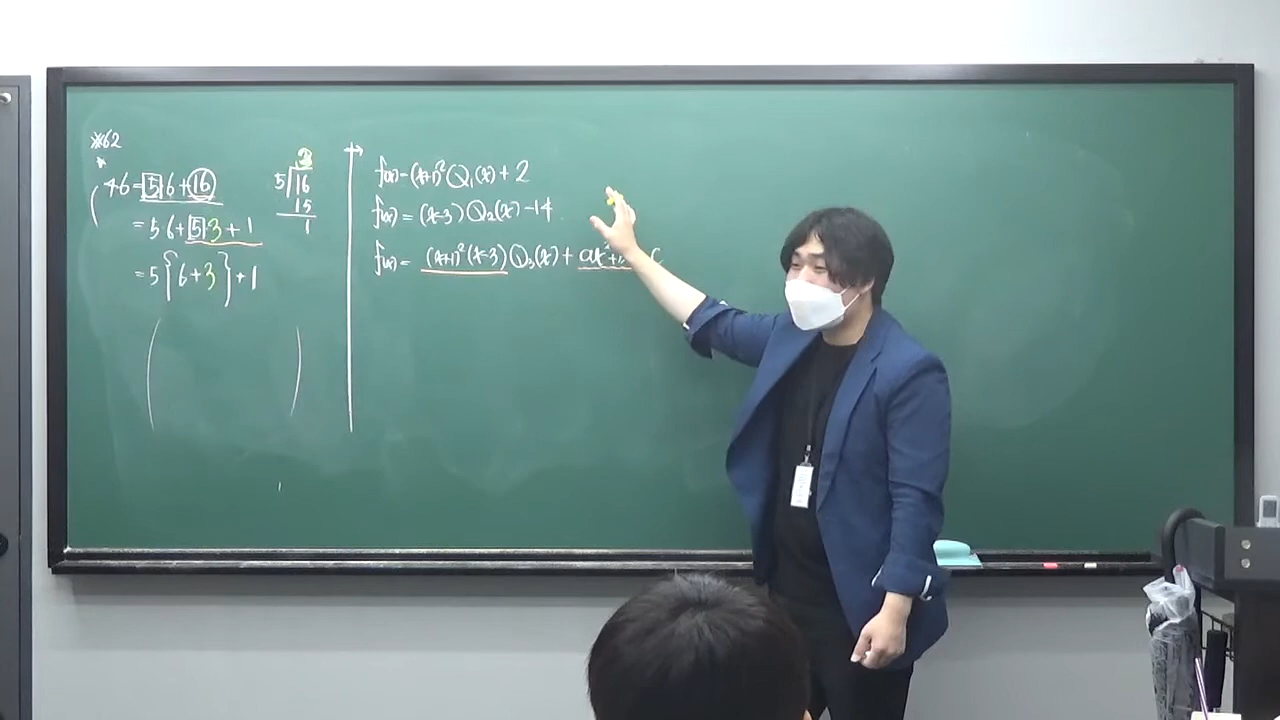 ※62
*
46 = 5·6+16
= 5·6+5·3+1
= 5{6+3}+1
3
5)16
15
1
f(x) = (x+1)²Q₁(x)+2
f(x) = (x-3)Q₂(x)-14
f(x) = (x+1)²(x-3)Q₃(x)+ax²+ c